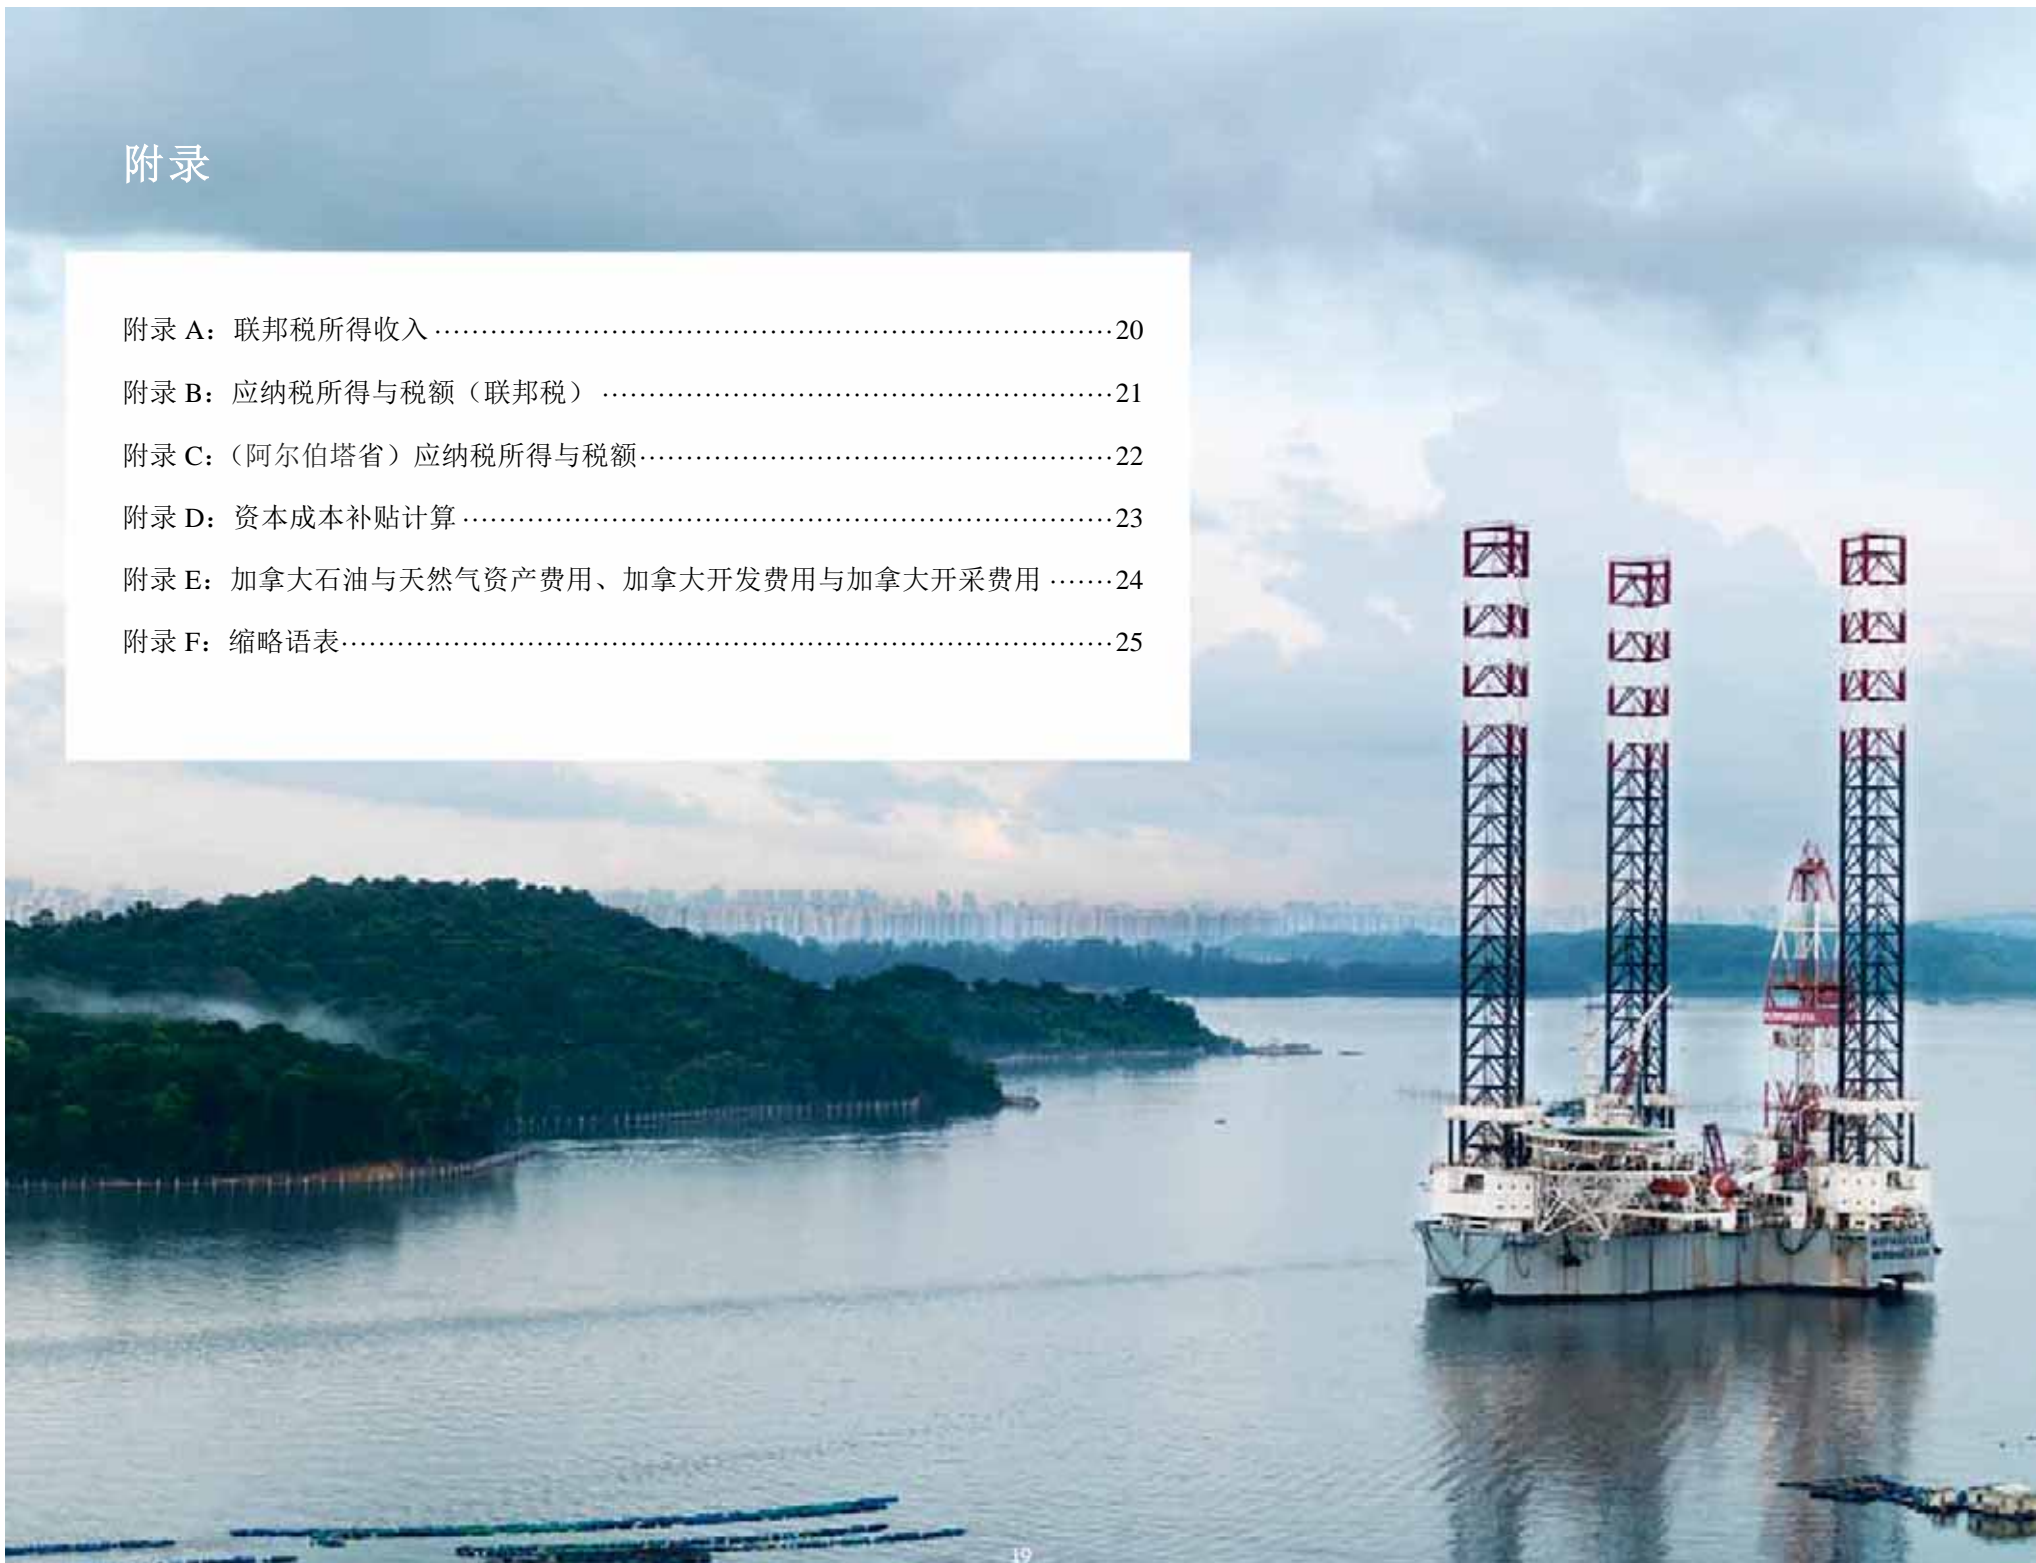 附录
附录 A：联邦税所得收入 ······ 20
附录 B：应纳税所得与税额（联邦税） ······ 21
附录 C：（阿尔伯塔省）应纳税所得与税额 ······ 22
附录 D：资本成本补贴计算 ······ 23
附录 E：加拿大石油与天然气资产费用、加拿大开发费用与加拿大开采费用 ······ 24
附录 F：缩略语表 ······ 25
19